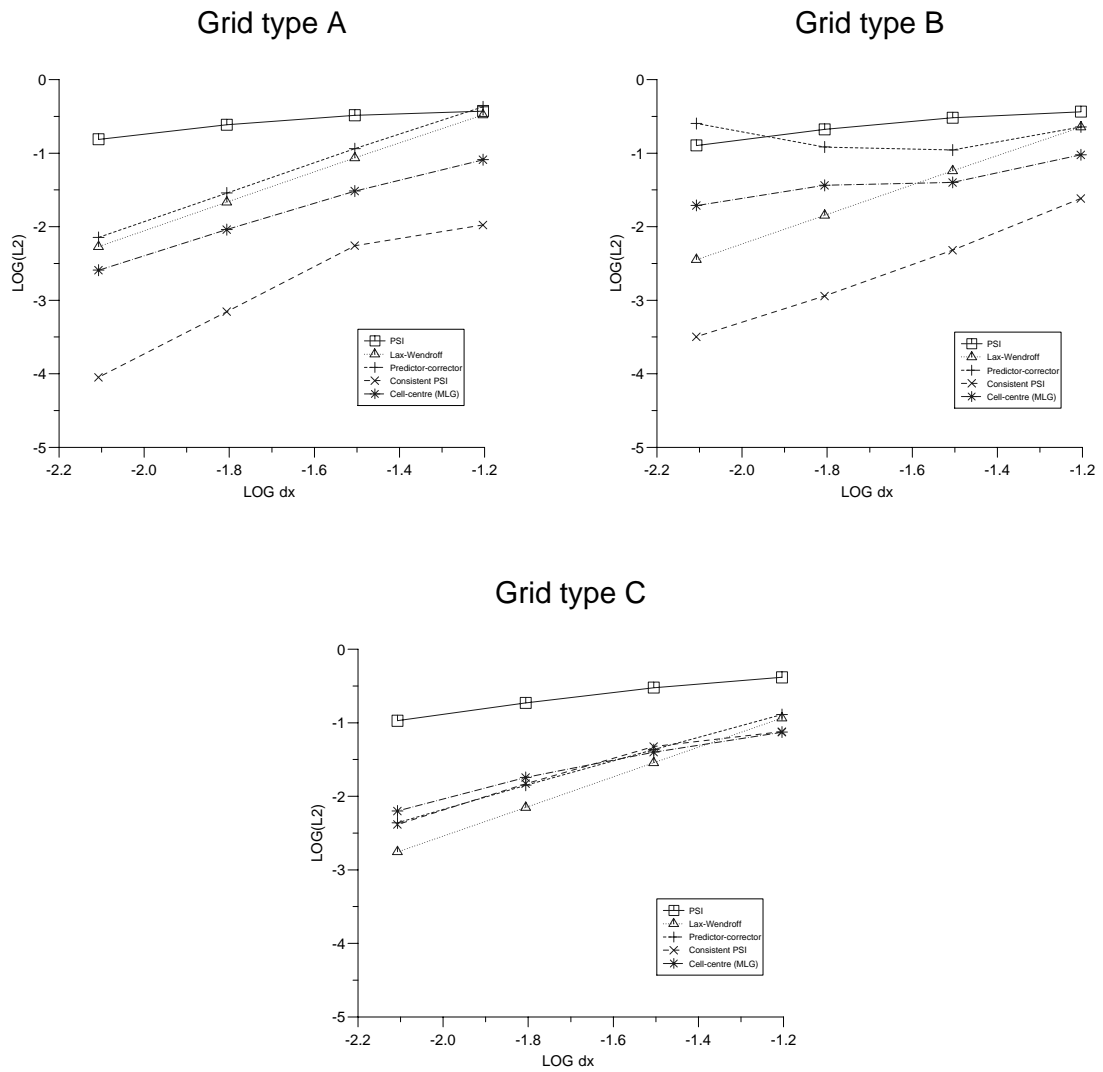 Grid type A
0
-1
-2
-3
-4
-5
LOG(L2)
-2.2 -2.0 -1.8 -1.6 -1.4 -1.2
LOG dx
PSI
Lax-Wendroff
Predictor-corrector
Consistent PSI
Cell-centre (MLG)
Grid type B
0
-1
-2
-3
-4
-5
LOG(L2)
-2.2 -2.0 -1.8 -1.6 -1.4 -1.2
LOG dx
PSI
Lax-Wendroff
Predictor-corrector
Consistent PSI
Cell-centre (MLG)
Grid type C
0
-1
-2
-3
-4
-5
LOG(L2)
-2.2 -2.0 -1.8 -1.6 -1.4 -1.2
LOG dx
PSI
Lax-Wendroff
Predictor-corrector
Consistent PSI
Cell-centre (MLG)